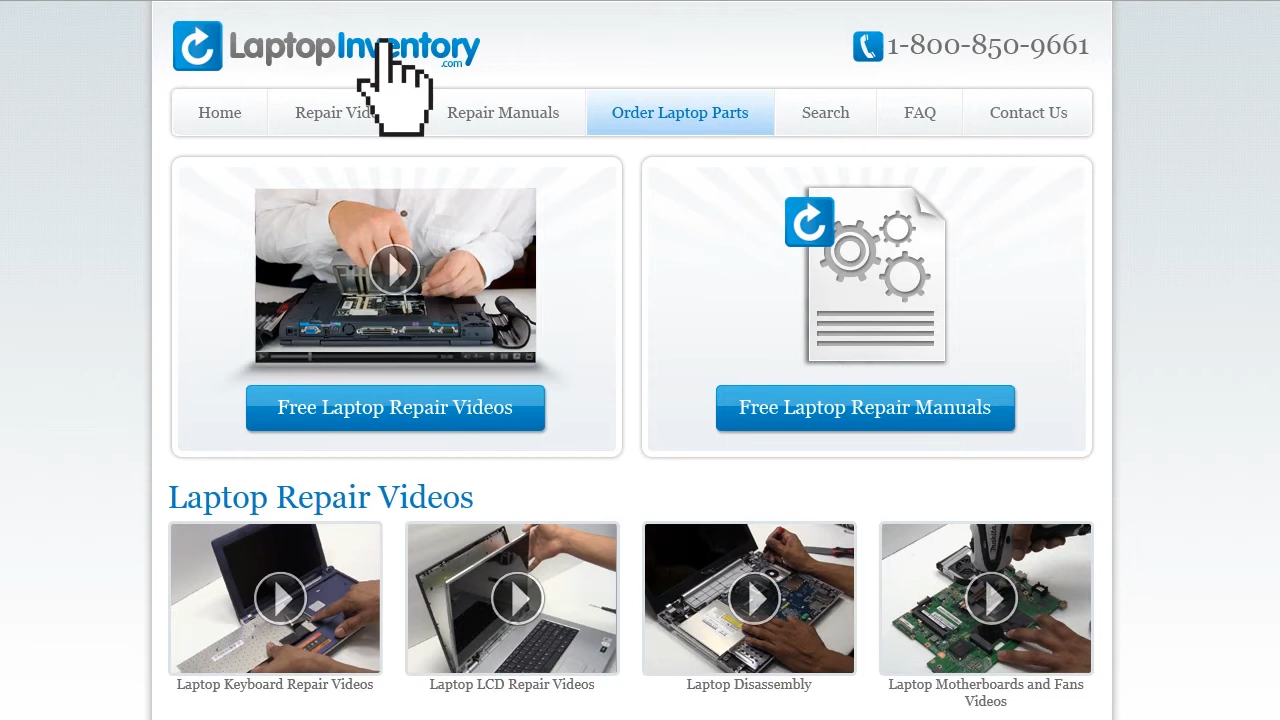 LaptopInventory
.com
1-800-850-9661
Home
Repair Vid
Repair Manuals
Order Laptop Parts
Search
FAQ
Contact Us
Free Laptop Repair Videos
Free Laptop Repair Manuals
Laptop Repair Videos
Laptop Keyboard Repair Videos
Laptop LCD Repair Videos
Laptop Disassembly
Laptop Motherboards and Fans
Videos